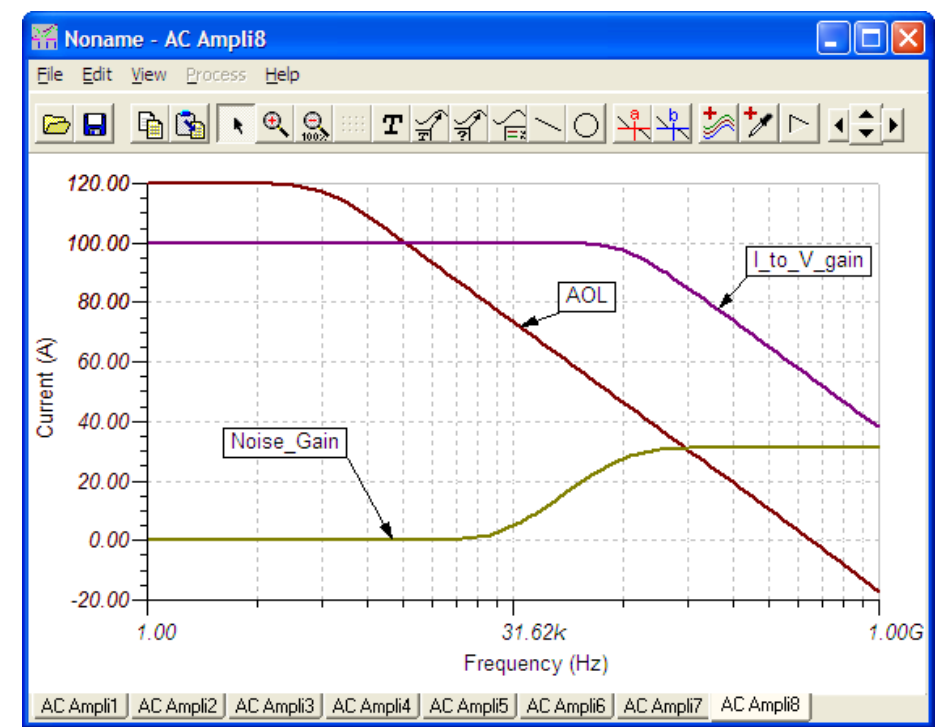 Noname - AC Ampli8
File Edit View Process Help
T T ? 100% a b
120.00
100.00
80.00
60.00
40.00
20.00
0.00
-20.00
Current (A)
I_to_V_gain
AOL
Noise_Gain
1.00 31.62k 1.00G
Frequency (Hz)
AC Ampli1 AC Ampli2 AC Ampli3 AC Ampli4 AC Ampli5 AC Ampli6 AC Ampli7 AC Ampli8